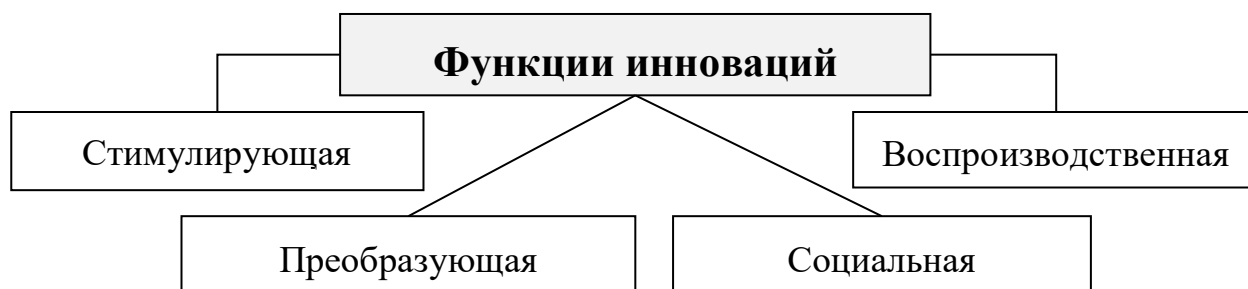 Функции инноваций
Стимулирующая
Воспроизводственная
Преобразующая
Социальная